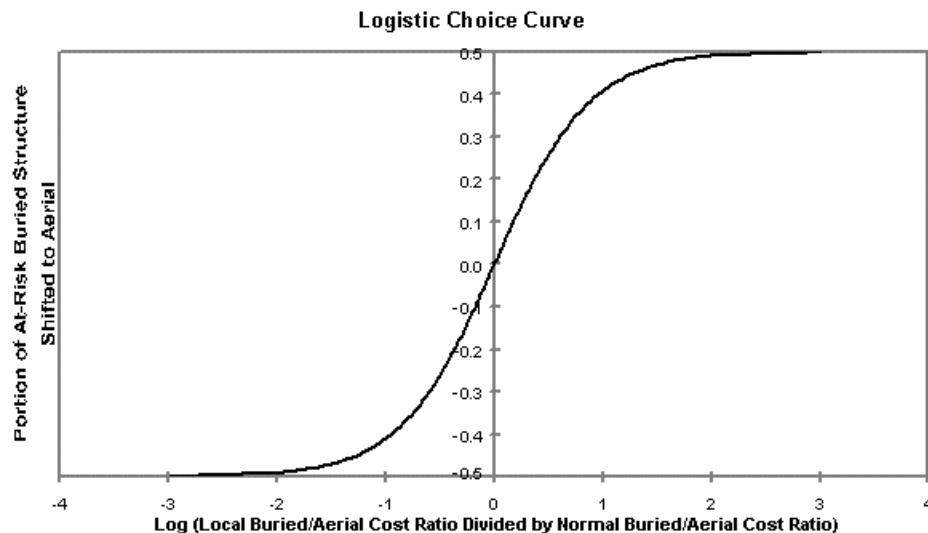 Logistic Choice Curve
Portion of At-Risk Buried Structure
Shifted to Aerial
0.5
0.4
0.3
0.2
0.1
0.0
-0.1
-0.2
-0.3
-0.4
-0.5
-4 -3 -2 -1 0 1 2 3 4
Log (Local Buried/Aerial Cost Ratio Divided by Normal Buried/Aerial Cost Ratio)